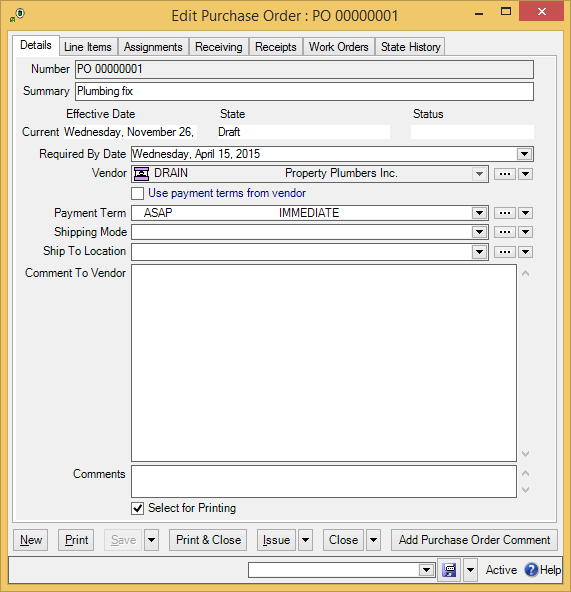 Edit Purchase Order : PO 00000001
Details Line Items Assignments Receiving Receipts Work Orders State History
Number PO 00000001
Summary Plumbing fix
Effective Date State Status
Current Wednesday, November 26, Draft
Required By Date Wednesday, April 15, 2015
Vendor DRAIN Property Plumbers Inc.
Use payment terms from vendor
Payment Term ASAP IMMEDIATE
Shipping Mode
Ship To Location
Comment To Vendor
Comments
Select for Printing
New Print Save Print & Close Issue Close Add Purchase Order Comment
Active Help